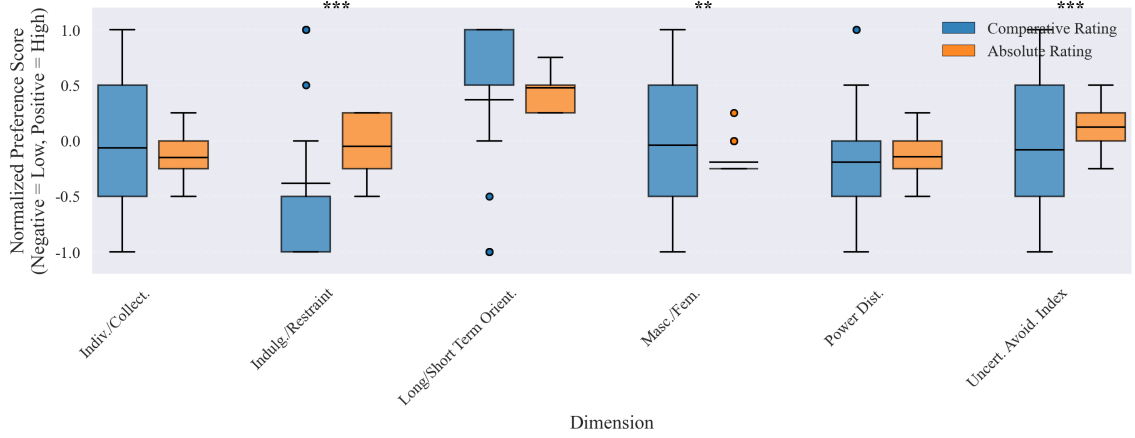 *** ** ***
Comparative Rating
Absolute Rating
Normalized Preference Score
(Negative = Low, Positive = High)
1.0
0.5
0.0
-0.5
-1.0
Indiv./Collect.
Indulg./Restraint
Long/Short Term Orient.
Masc./Fem.
Power Dist.
Uncert. Avoid. Index
Dimension